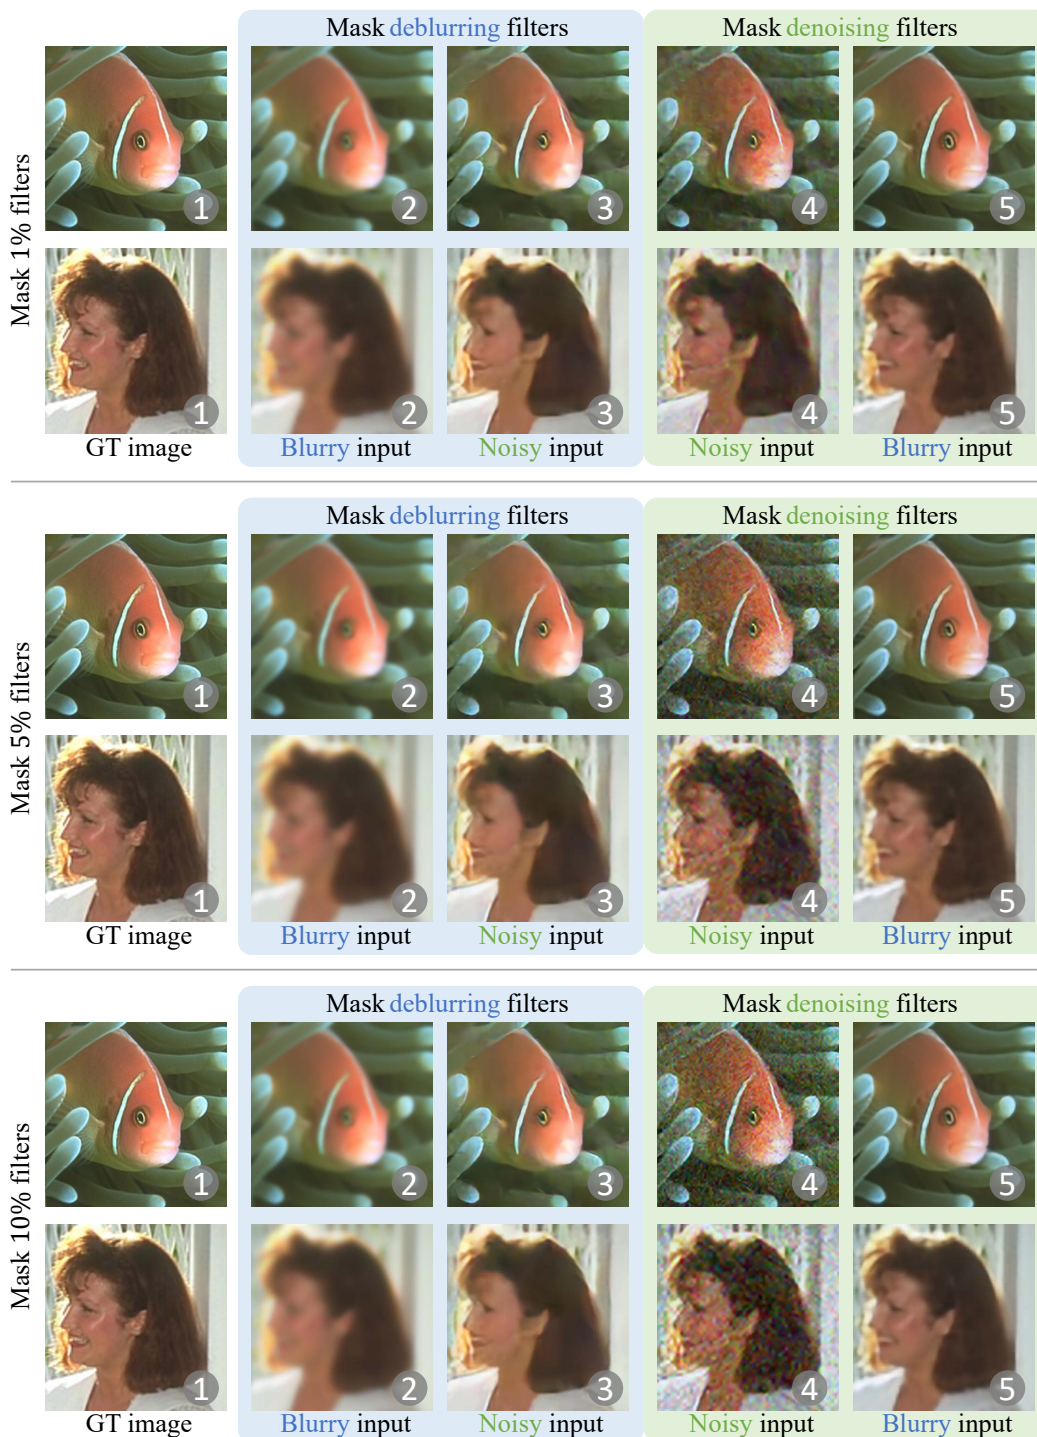 Mask deblurring filters
Mask denoising filters
Mask 1% filters
1
2
3
4
5
1
2
3
4
5
GT image
Blurry input
Noisy input
Noisy input
Blurry input
Mask deblurring filters
Mask denoising filters
Mask 5% filters
1
2
3
4
5
1
2
3
4
5
GT image
Blurry input
Noisy input
Noisy input
Blurry input
Mask deblurring filters
Mask denoising filters
Mask 10% filters
1
2
3
4
5
1
2
3
4
5
GT image
Blurry input
Noisy input
Noisy input
Blurry input